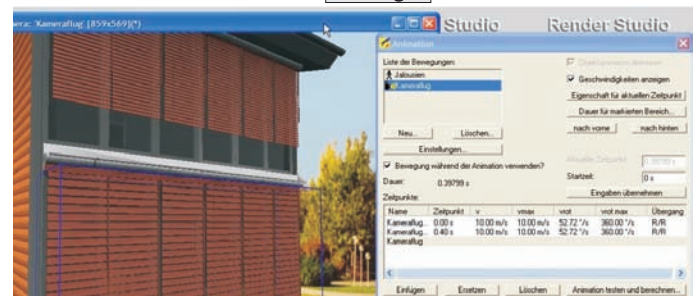 era: 'Kameraflug' [859x569](*)
Studio
Render Studio
Animation
Liste der Bewegungen:
Jalousien
Kameraflug
Geschwindigkeiten anzeigen
Eigenschaft für aktuellen Zeitpunkt
Dauer für markierten Bereich...
Neu...
Löschen...
nach vorne
nach hinten
Einstellungen...
Bewegung während der Animation verwenden?
Aktueller Zeitpunkt:
0.39799 s
Dauer:
0.39799 s
Startzeit:
0 s
Eingaben übernehmen
Zeitpunkte:
Name Zeitpunkt v vmax vrot vrot max Übergang
Kameraflug... 0.00 s 10.00 m/s 10.00 m/s 52.72 °/s 360.00 °/s R/R
Kameraflug... 0.40 s 10.00 m/s 10.00 m/s 52.72 °/s 360.00 °/s R/R
Kameraflug
Einfügen
Ersetzen
Löschen
Animation testen und berechnen...